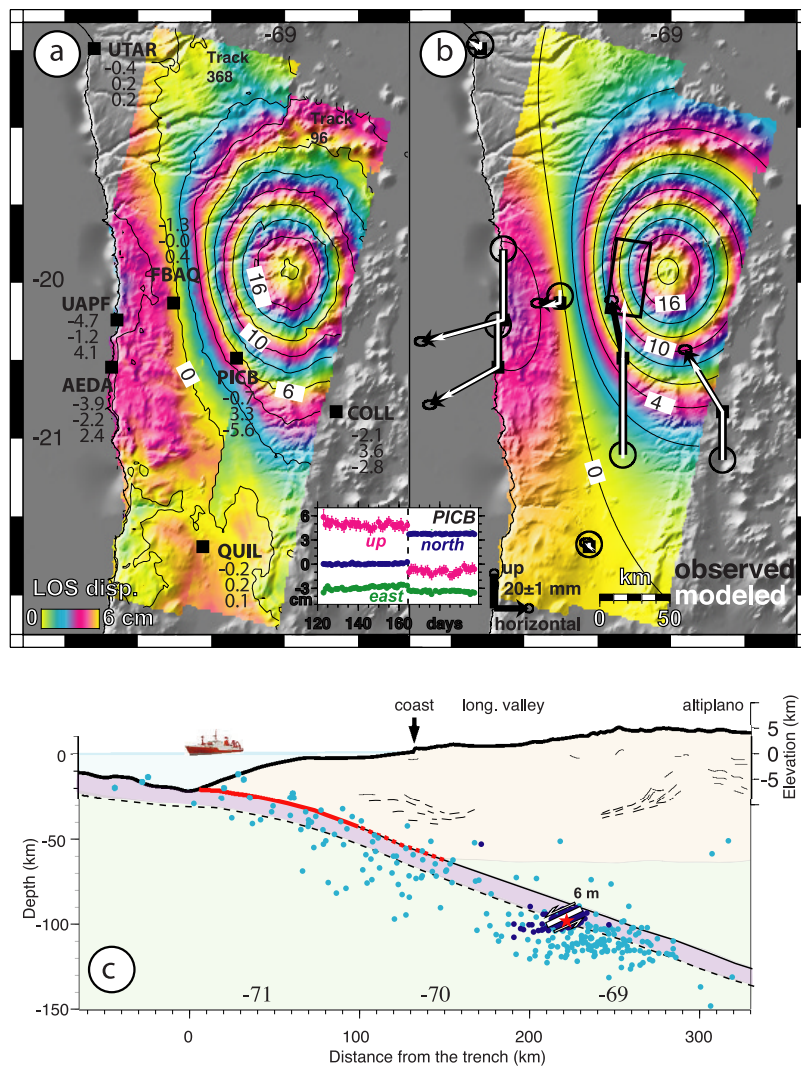 a
UTAR
-0.4
0.2
0.2
Track
368
-69
Track
96
-1.3
-0.0
0.4
FBAQ
16
UAPF
-4.7
-1.2
4.1
10
0
PICB
-0.7
3.3
-5.6
6
AEDA
-3.9
-2.2
2.4
COLL
-2.1
3.6
-2.8
QUIL
-0.2
0.2
0.1
LOS disp.
0 6 cm
-20
-21
PICB
6
up
north
3
0
east
-3
cm
120 140 160 days
b
-69
16
10
4
0
up
20±1 mm
horizontal
km
0 50
observed
modeled
coast long. valley altiplano
0
-50
-100
-150
Depth (km)
5
0
-5
Elevation (km)
6 m
c
-71 -70 -69
0 100 200 300
Distance from the trench (km)